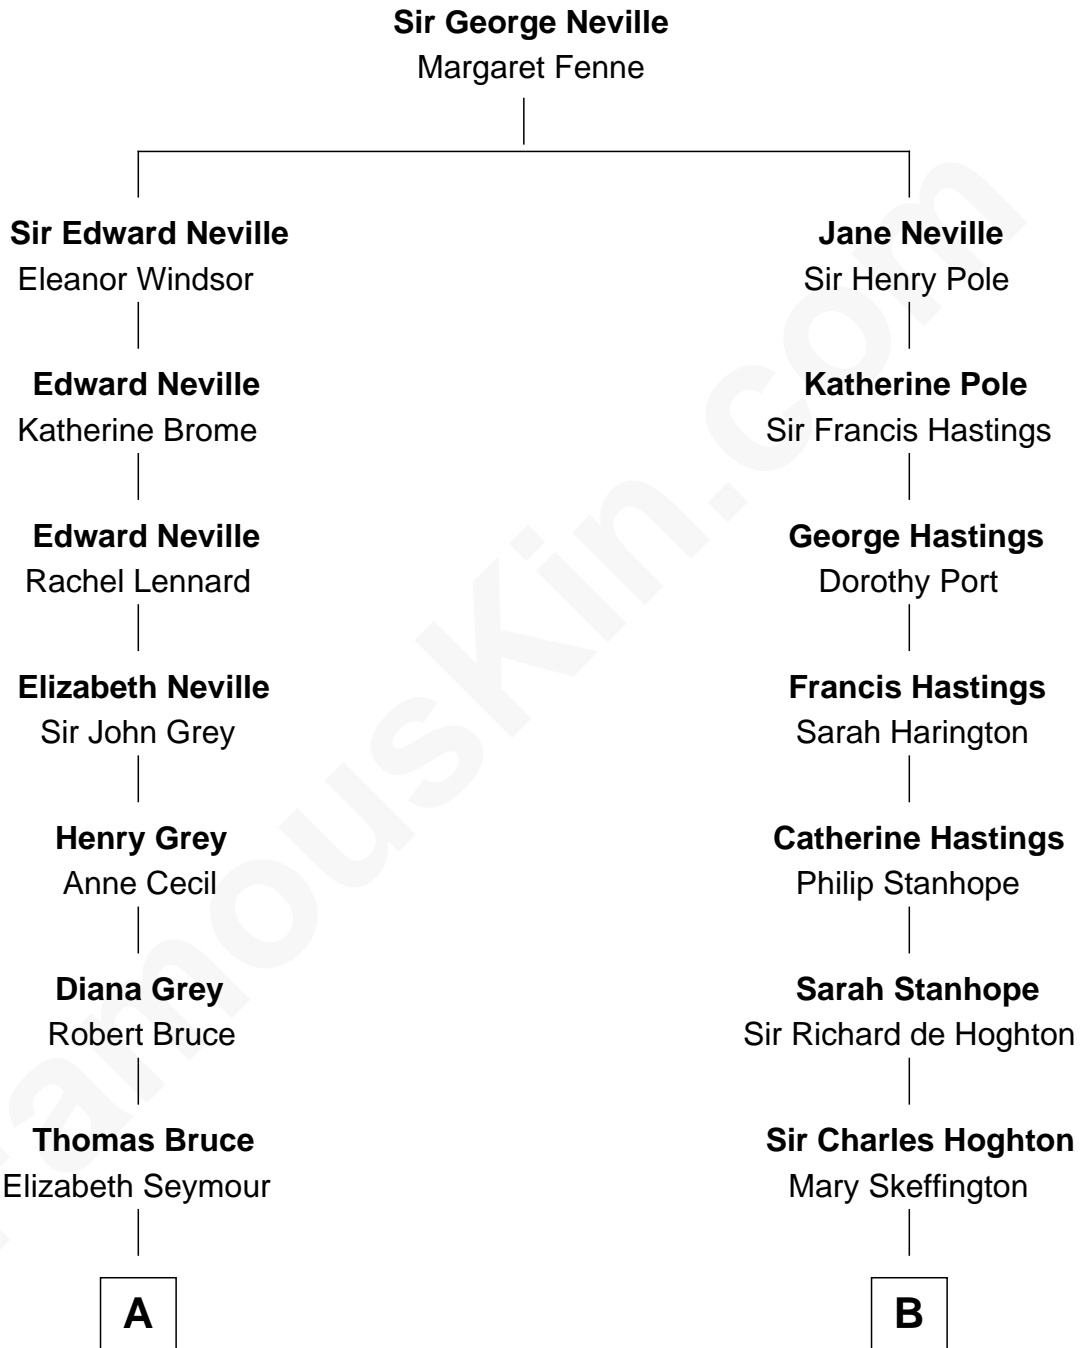 Sir George Neville
Margaret Fenne
Sir Edward Neville
Eleanor Windsor
Jane Neville
Sir Henry Pole
Edward Neville
Katherine Brome
Katherine Pole
Sir Francis Hastings
Edward Neville
Rachel Lennard
George Hastings
Dorothy Port
Elizabeth Neville
Sir John Grey
Francis Hastings
Sarah Harington
Henry Grey
Anne Cecil
Catherine Hastings
Philip Stanhope
Diana Grey
Robert Bruce
Sarah Stanhope
Sir Richard de Hoghton
Thomas Bruce
Elizabeth Seymour
Sir Charles Hoghton
Mary Skeffington
A
B
FamousKin.com